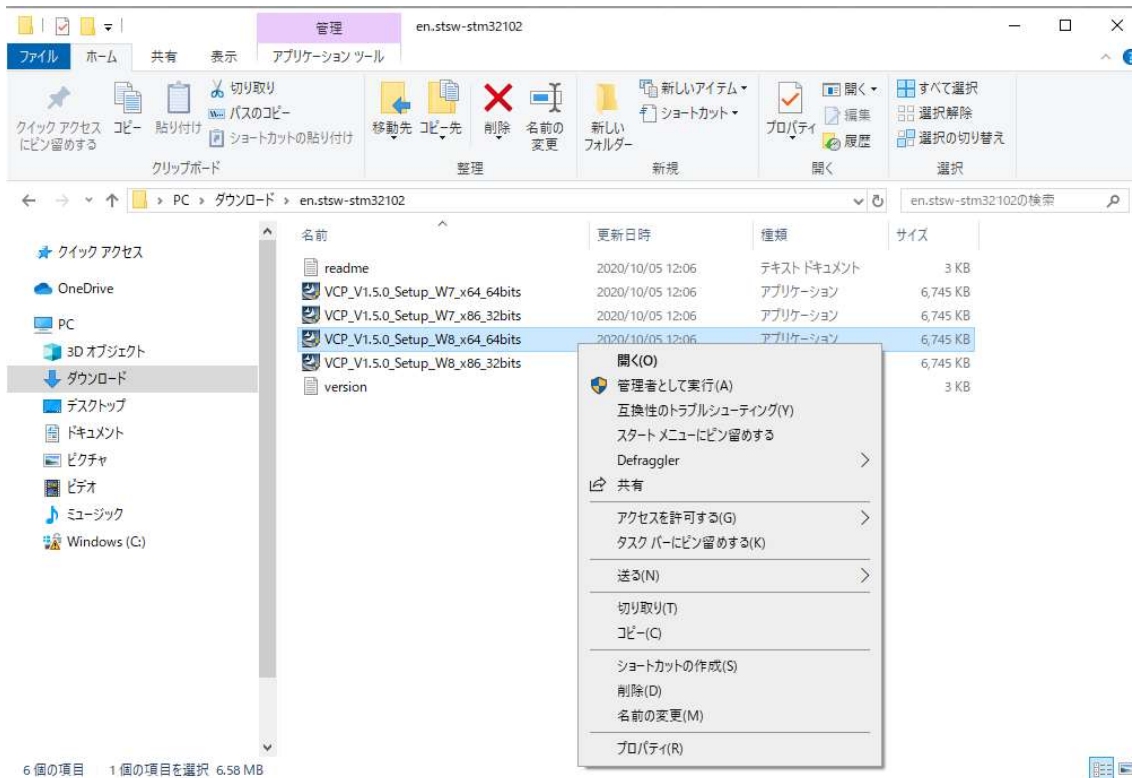 管理 en.stsw-stm32102
ファイル ホーム 共有 表示 アプリケーション ツール
クイック アクセス
にピン留めする
コピー
貼り付け
切り取り
パスのコピー
ショートカットの貼り付け
クリップボード
移動先
コピー先
削除
名前の
変更
整理
新しい
フォルダー
新しいアイテム
ショートカット
新規
プロパティ
開く
編集
履歴
開く
すべて選択
選択解除
選択の切り替え
選択
PC › ダウンロード › en.stsw-stm32102
en.stsw-stm32102の検索
クイック アクセス
OneDrive
PC
3D オブジェクト
ダウンロード
デスクトップ
ドキュメント
ピクチャ
ビデオ
ミュージック
Windows (C:)
名前 更新日時 種類 サイズ
readme 2020/10/05 12:06 テキスト ドキュメント 3 KB
VCP_V1.5.0_Setup_W7_x64_64bits 2020/10/05 12:06 アプリケーション 6,745 KB
VCP_V1.5.0_Setup_W7_x86_32bits 2020/10/05 12:06 アプリケーション 6,745 KB
VCP_V1.5.0_Setup_W8_x64_64bits 2020/10/05 12:06 アプリケーション 6,745 KB
VCP_V1.5.0_Setup_W8_x86_32bits 6,745 KB
version 3 KB
開く(O)
管理者として実行(A)
互換性のトラブルシューティング(Y)
スタート メニューにピン留めする
Defraggler
共有
アクセスを許可する(G)
タスク バーにピン留めする(K)
送る(N)
切り取り(T)
コピー(C)
ショートカットの作成(S)
削除(D)
名前の変更(M)
プロパティ(R)
6 個の項目 1 個の項目を選択 6.58 MB